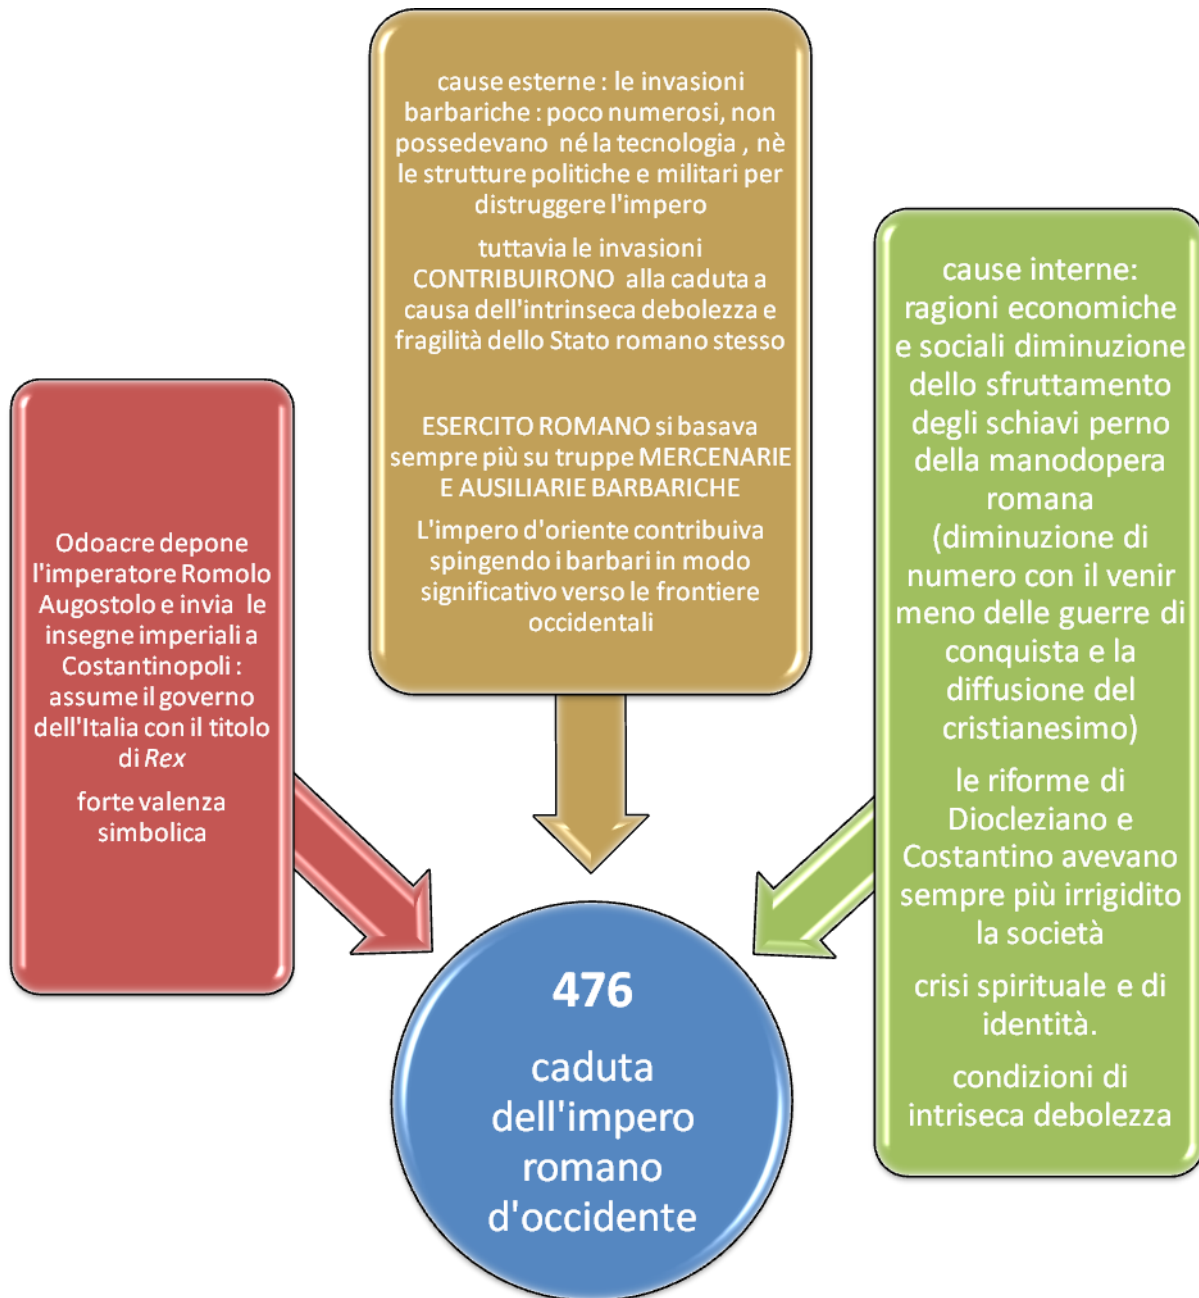 Odoacre depone
l'imperatore Romolo
Augostolo e invia le
insegne imperiali a
Costantinopoli :
assume il governo
dell'Italia con il titolo
di Rex
forte valenza
simbolica
cause esterne : le invasioni
barbariche : poco numerosi, non
possedevano né la tecnologia , nè
le strutture politiche e militari per
distruggere l'impero
tuttavia le invasioni
CONTRIBUIRONO alla caduta a
causa dell'intrinseca debolezza e
fragilità dello Stato romano stesso
ESERCITO ROMANO si basava
sempre più su truppe MERCENARIE
E AUSILIARIE BARBARICHE
L'impero d'oriente contribuiva
spingendo i barbari in modo
significativo verso le frontiere
occidentali
cause interne:
ragioni economiche
e sociali diminuzione
dello sfruttamento
degli schiavi perno
della manodopera
romana
(diminuzione di
numero con il venir
meno delle guerre di
conquista e la
diffusione del
cristianesimo)
le riforme di
Diocleziano e
Costantino avevano
sempre più irrigidito
la società
crisi spirituale e di
identità.
condizioni di
intriseca debolezza
476
caduta
dell'impero
romano
d'occidente